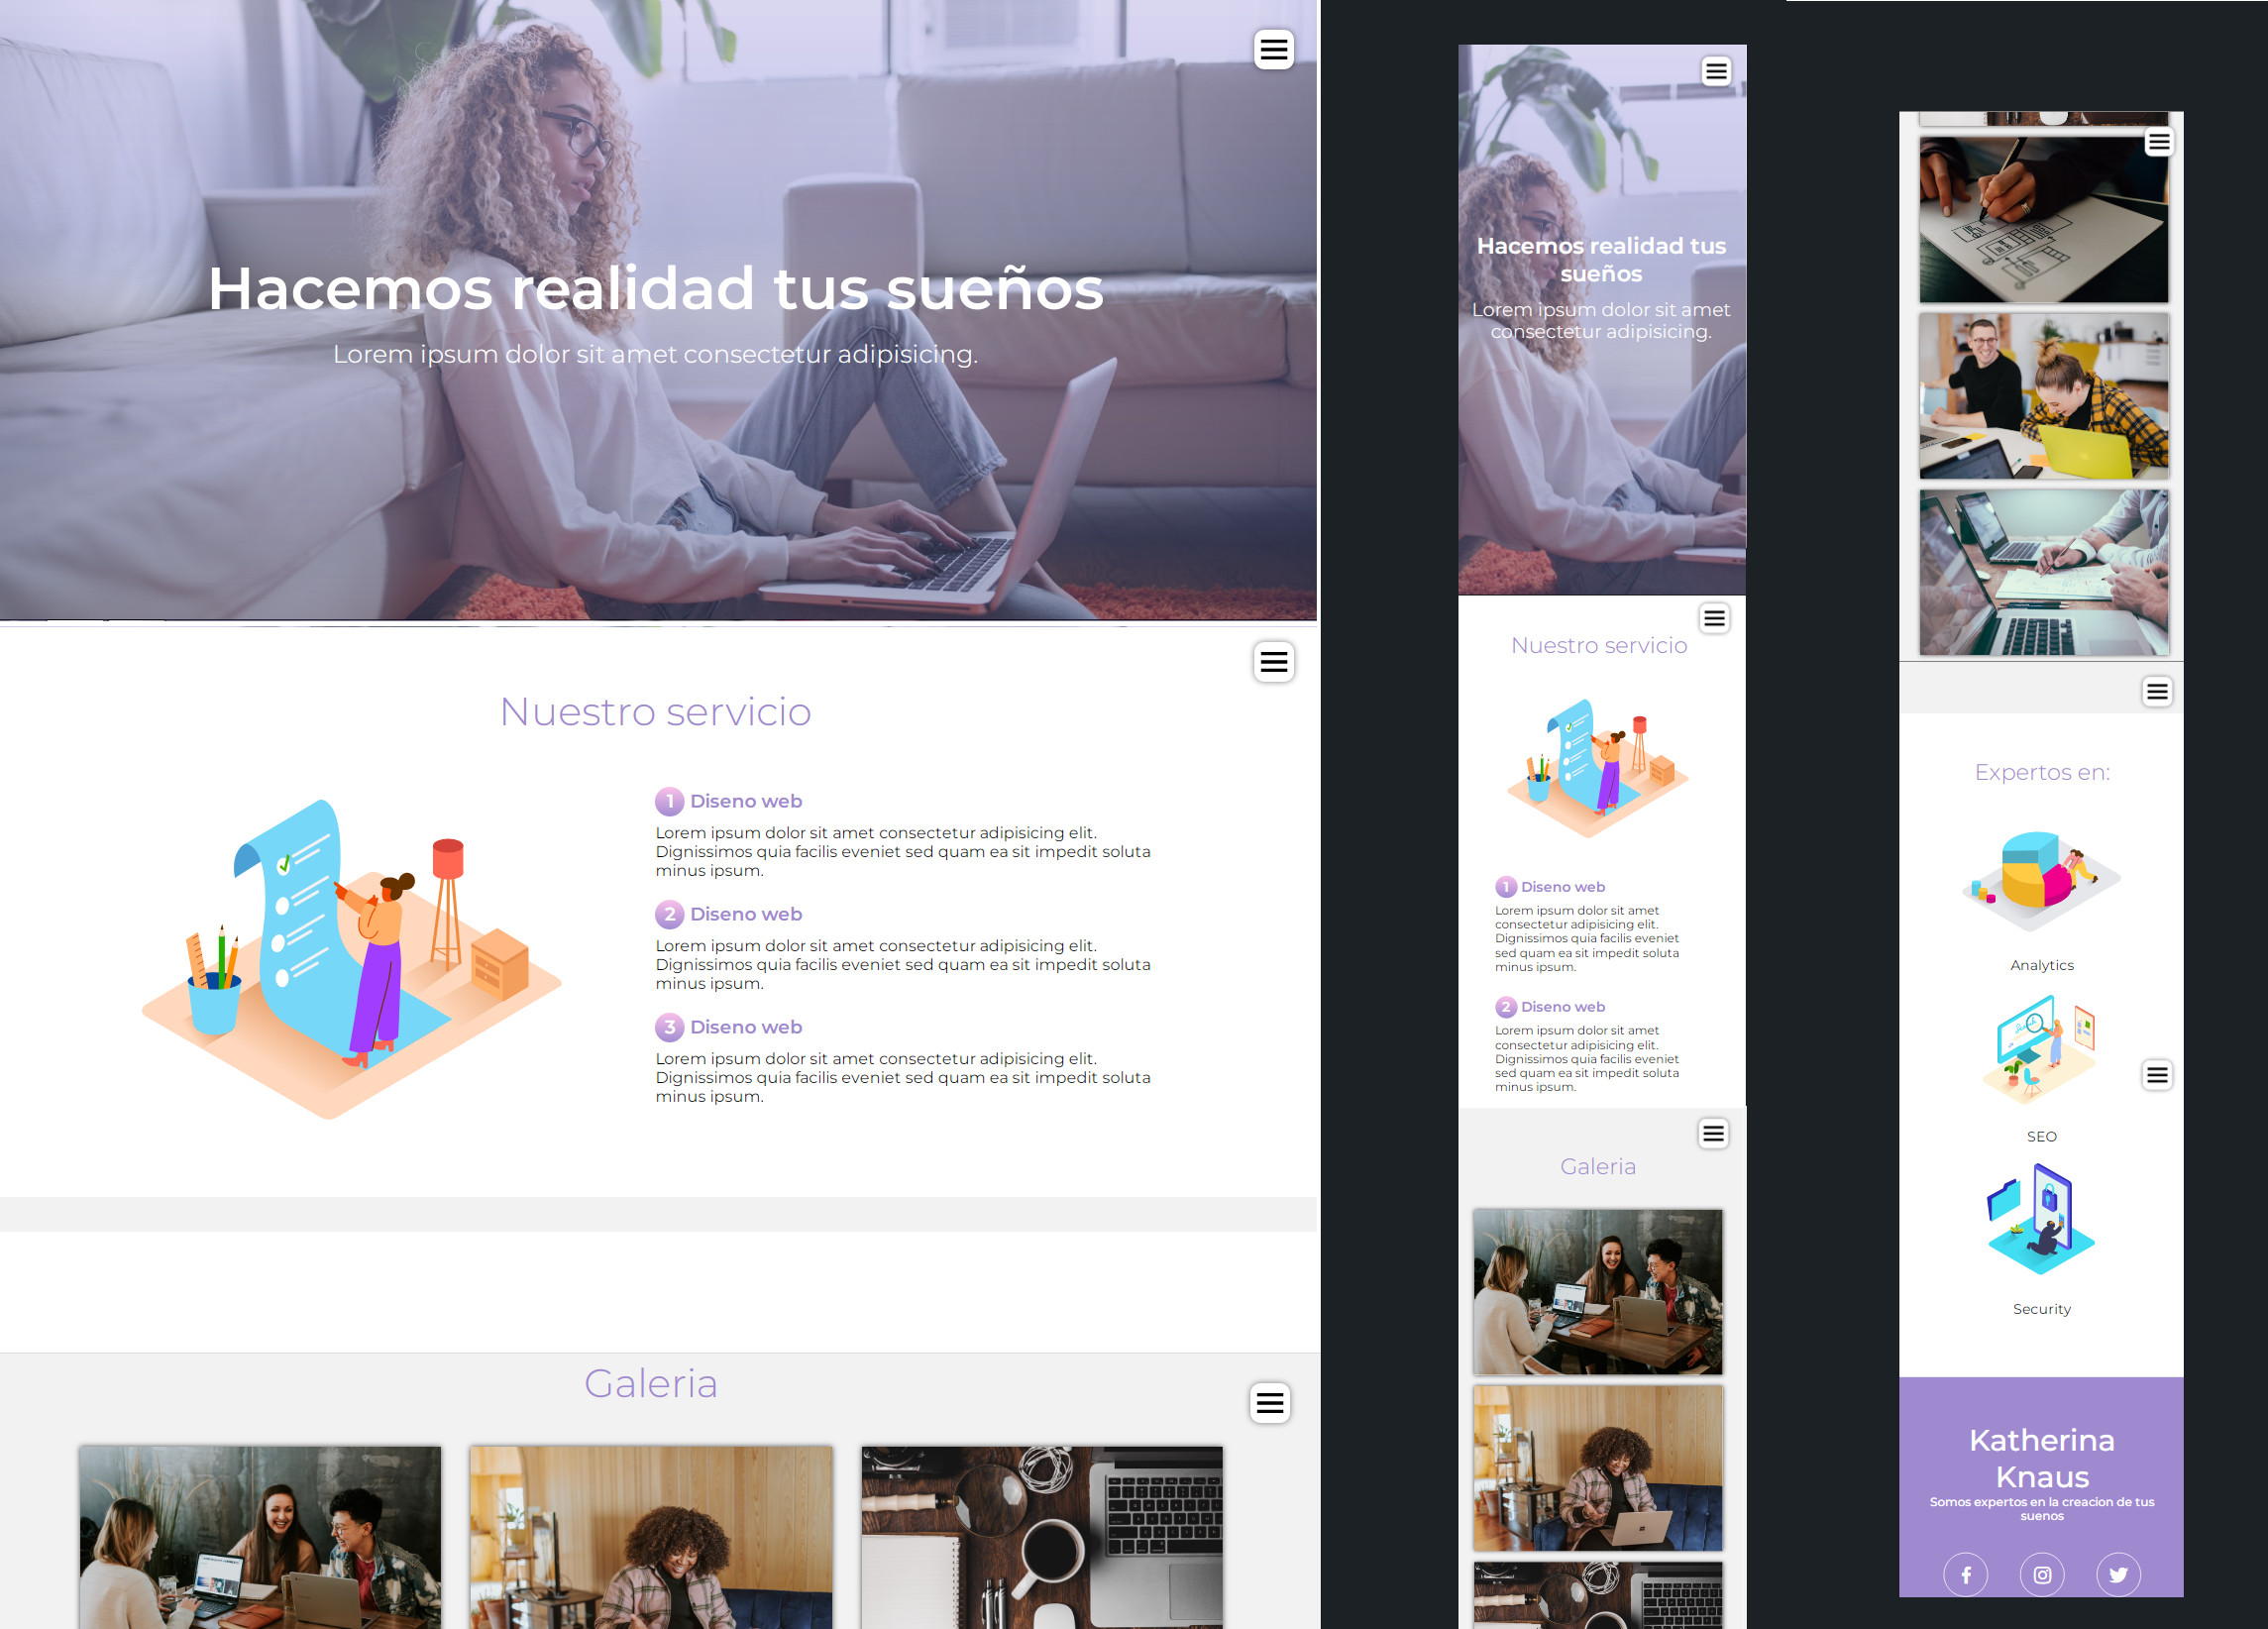 Hacemos realidad tus sueños
Lorem ipsum dolor sit amet consectetur adipisicing.
Nuestro servicio
1 Diseno web
Lorem ipsum dolor sit amet consectetur adipisicing elit.
Dignissimos quia facilis eveniet sed quam ea sit impedit soluta
minus ipsum.
2 Diseno web
Lorem ipsum dolor sit amet consectetur adipisicing elit.
Dignissimos quia facilis eveniet sed quam ea sit impedit soluta
minus ipsum.
3 Diseno web
Lorem ipsum dolor sit amet consectetur adipisicing elit.
Dignissimos quia facilis eveniet sed quam ea sit impedit soluta
minus ipsum.
Galeria
Hacemos realidad tus
sueños
Lorem ipsum dolor sit amet
consectetur adipisicing.
Nuestro servicio
1 Diseno web
Lorem ipsum dolor sit amet
consectetur adipisicing elit.
Dignissimos quia facilis eveniet
sed quam ea sit impedit soluta
minus ipsum.
2 Diseno web
Lorem ipsum dolor sit amet
consectetur adipisicing elit.
Dignissimos quia facilis eveniet
sed quam ea sit impedit soluta
minus ipsum.
Galeria
Expertos en:
Analytics
Search
SEO
Security
Katherina
Knaus
Somos expertos en la creacion de tus
suenos